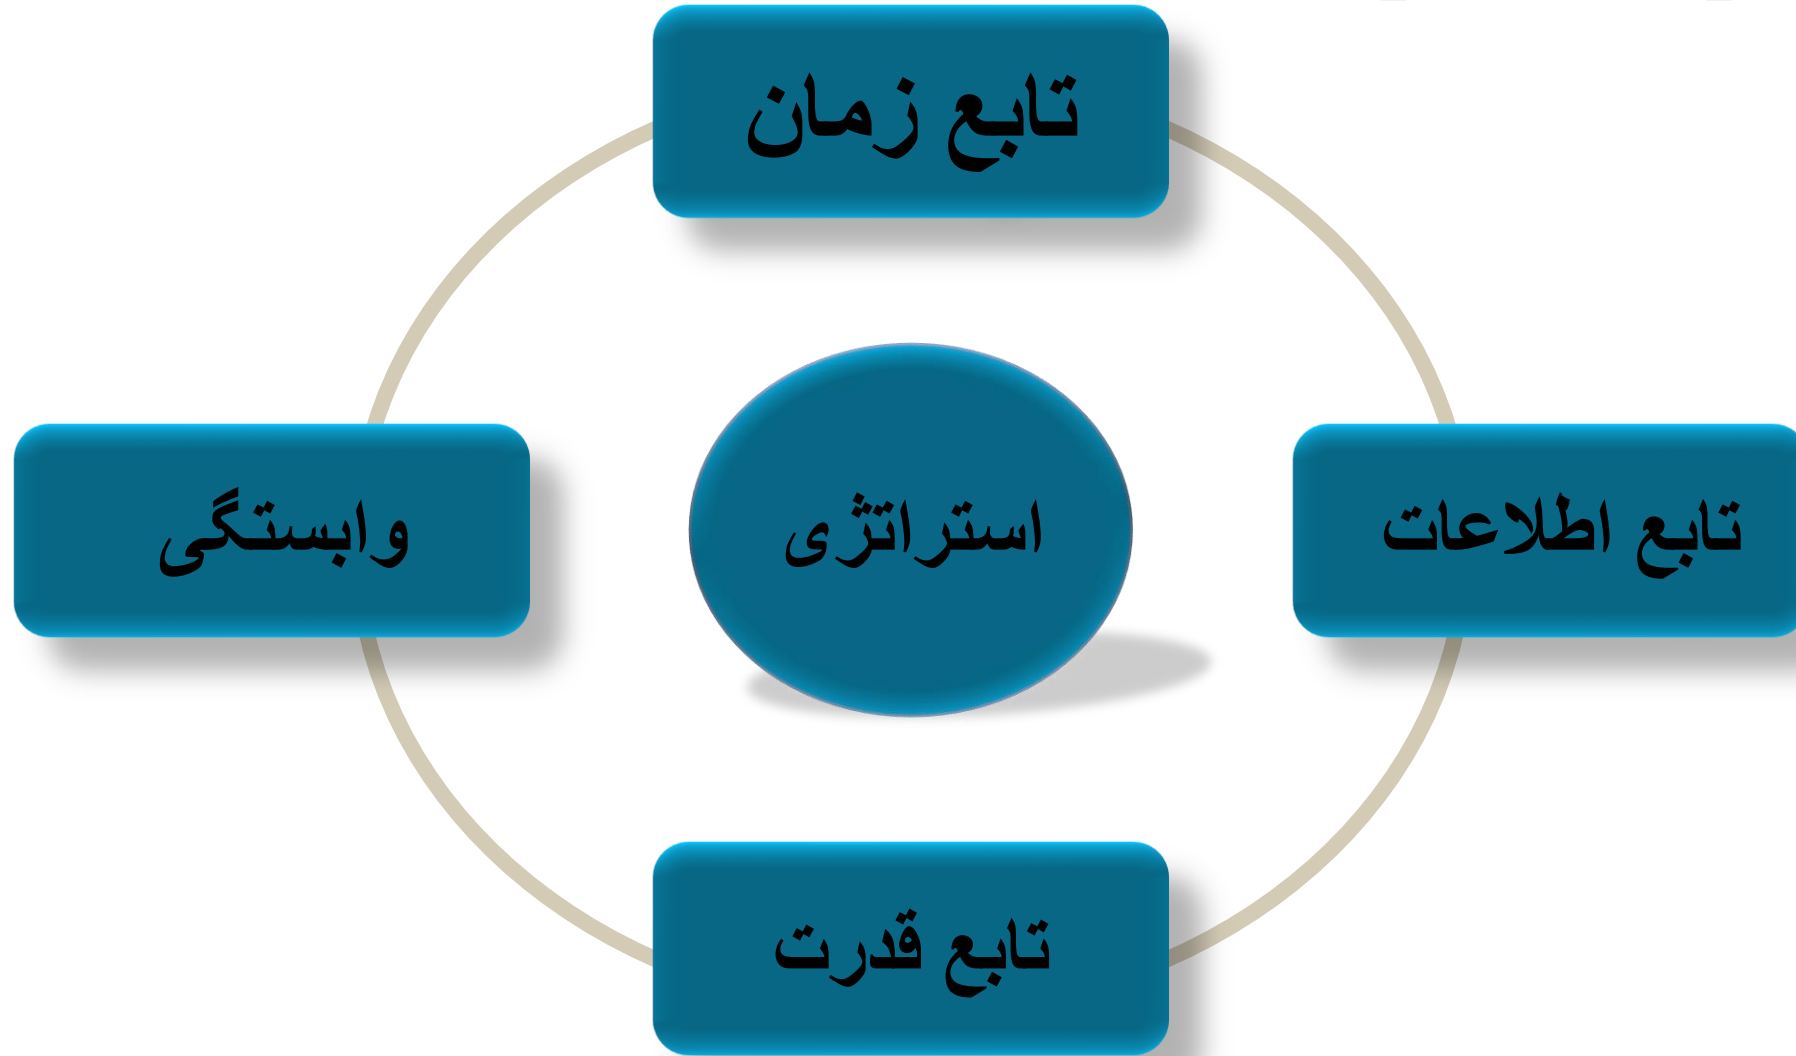 تابع زمان
تابع اطلاعات
استراتژی
وابستگی
تابع قدرت